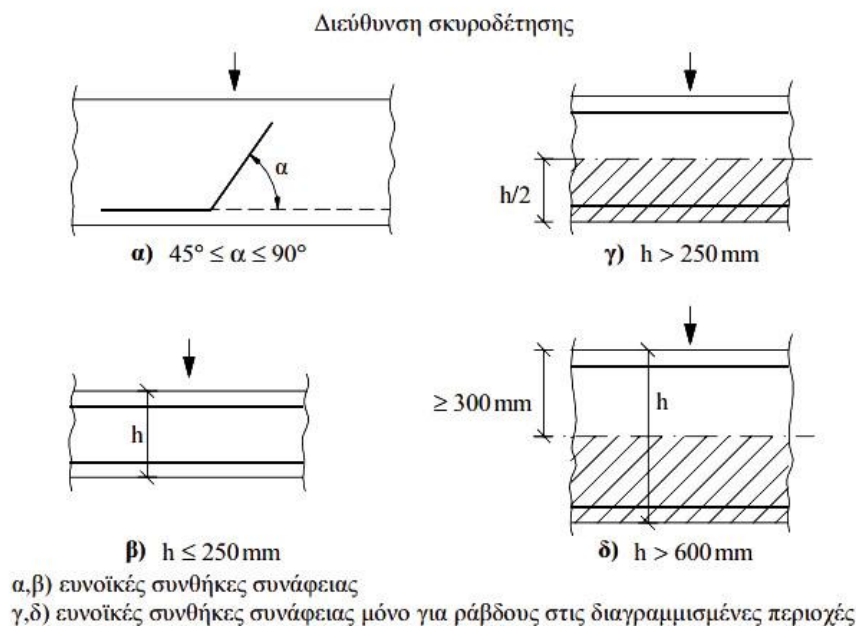 Διεύθυνση σκυροδέτησης
α
α) 45° ≤ α ≤ 90°
h/2
γ) h > 250 mm
h
β) h ≤ 250 mm
≥ 300 mm
h
δ) h > 600 mm
α,β) ευνοϊκές συνθήκες συνάφειας
γ,δ) ευνοϊκές συνθήκες συνάφειας μόνο για ράβδους στις διαγραμμισμένες περιοχές